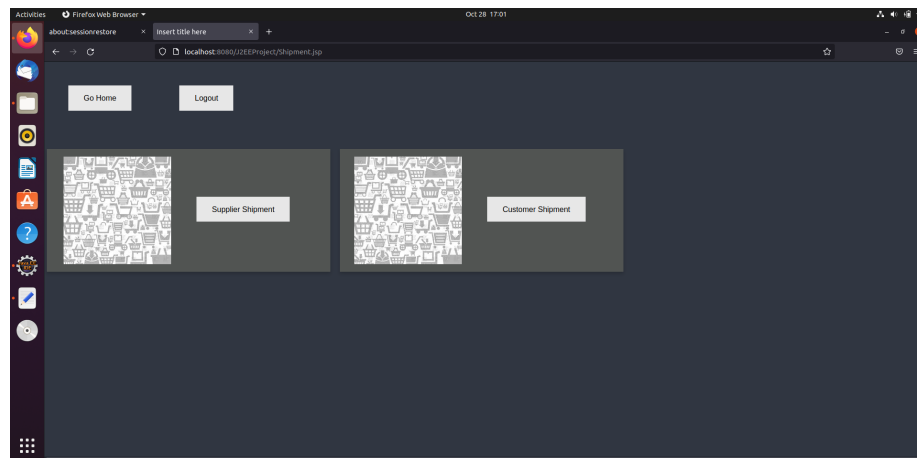 Activities Firefox Web Browser Oct 28 17:01
about:sessionrestore Insert title here
localhost:8080/J2EEProject/Shipment.jsp
Go Home Logout
Supplier Shipment Customer Shipment